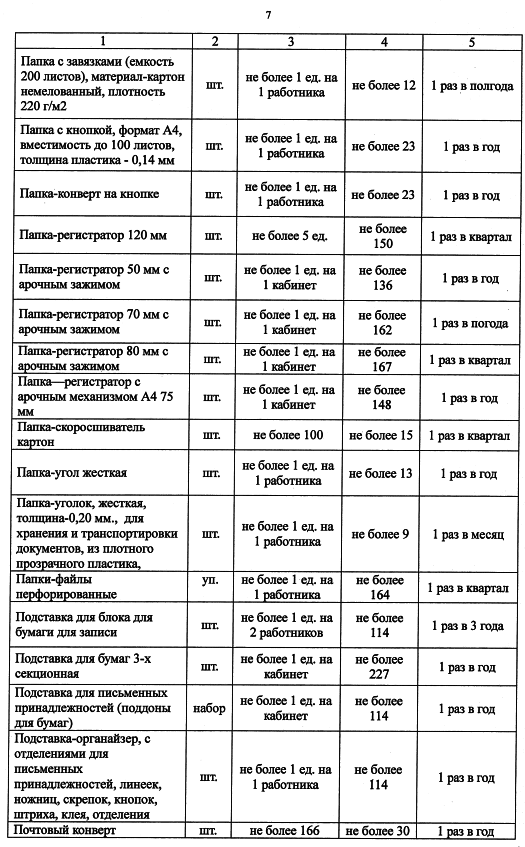 7
1 2 3 4 5
Папка с завязками (емкость
200 листов), материал-картон
немелованный, плотность
220 г/м2
шт.
не более 1 ед. на
1 работника
не более 12
1 раз в полгода
Папка с кнопкой, формат А4,
вместимость до 100 листов,
толщина пластика - 0,14 мм
шт.
не более 1 ед. на
1 работника
не более 23
1 раз в год
Папка-конверт на кнопке
шт.
не более 1 ед. на
1 работника
не более 23
1 раз в год
Папка-регистратор 120 мм
шт.
не более 5 ед.
не более
150
1 раз в квартал
Папка-регистратор 50 мм с
арочным зажимом
шт.
не более 1 ед. на
1 кабинет
не более
136
1 раз в год
Папка-регистратор 70 мм с
арочным зажимом
шт.
не более 1 ед. на
1 кабинет
не более
162
1 раз в погода
Папка-регистратор 80 мм с
арочным зажимом
шт.
не более 1 ед. на
1 кабинет
не более
167
1 раз в квартал
Папка—регистратор с
арочным механизмом А4 75
мм
шт.
не более 1 ед. на
1 кабинет
не более
148
1 раз в год
Папка-скоросшиватель
картон
шт.
не более 100
не более 15
1 раз в квартал
Папка-угол жесткая
шт.
не более 1 ед. на
1 работника
не более 13
1 раз в год
Папка-уголок, жесткая,
толщина-0,20 мм., для
хранения и транспортировки
документов, из плотного
прозрачного пластика,
шт.
не более 1 ед. на
1 работника
не более 9
1 раз в месяц
Папки-файлы
перфорированные
уп.
не более 1 ед. на
1 работника
не более
164
1 раз в квартал
Подставка для блока для
бумаги для записи
шт.
не более 1 ед. на
2 работников
не более
114
1 раз в 3 года
Подставка для бумаг 3-х
секционная
шт.
не более 1 ед. на
кабинет
не более
227
1 раз в год
Подставка для письменных
принадлежностей (поддоны
для бумаг)
набор
не более 1 ед. на
кабинет
не более
114
1 раз в год
Подставка-органайзер, с
отделениями для
письменных
принадлежностей, линеек,
ножниц, скрепок, кнопок,
штриха, клея, отделения
шт.
не более 1 ед. на
1 работника
не более
114
1 раз в год
Почтовый конверт
шт.
не более 166
не более 30
1 раз в год